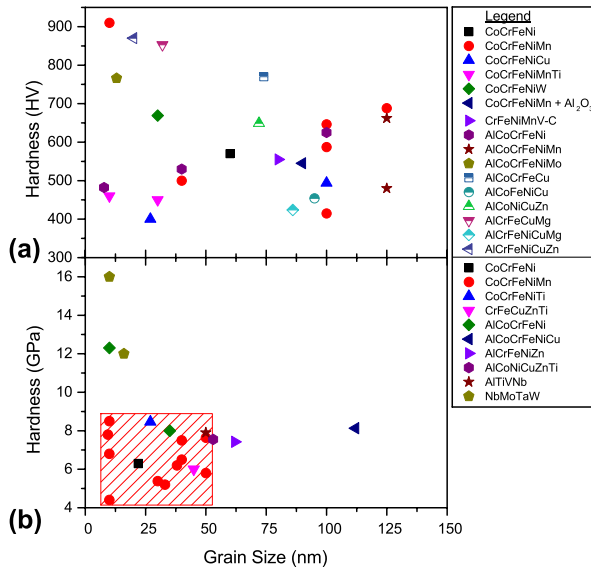 (a)
Hardness (HV)
900
800
700
600
500
400
300
Legend
CoCrFeNi
CoCrFeNiMn
CoCrFeNiCu
CoCrFeNiMnTi
CoCrFeNiW
CoCrFeNiMn + Al₂O₃
CrFeNiMnV-C
AlCoCrFeNi
AlCoCrFeNiMn
AlCoCrFeNiMo
AlCoCrFeCu
AlCoFeNiCu
AlCoNiCuZn
AlCrFeCuMg
AlCrFeNiCuMg
AlCrFeNiCuZn
(b)
Hardness (GPa)
16
14
12
10
8
6
4
0
25
50
75
100
125
150
Grain Size (nm)
CoCrFeNi
CoCrFeNiMn
CoCrFeNiTi
CrFeCuZnTi
AlCoCrFeNi
AlCoCrFeNiCu
AlCrFeNiZn
AlCoNiCuZnTi
AlTiVNb
NbMoTaW